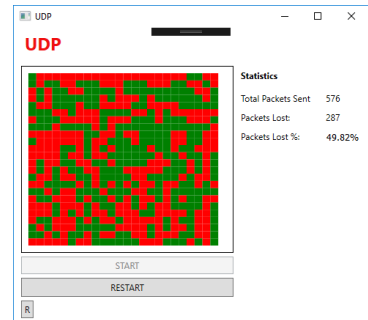 UDP
UDP
Statistics
Total Packets Sent 576
Packets Lost: 287
Packets Lost %: 49.82%
START
RESTART
R